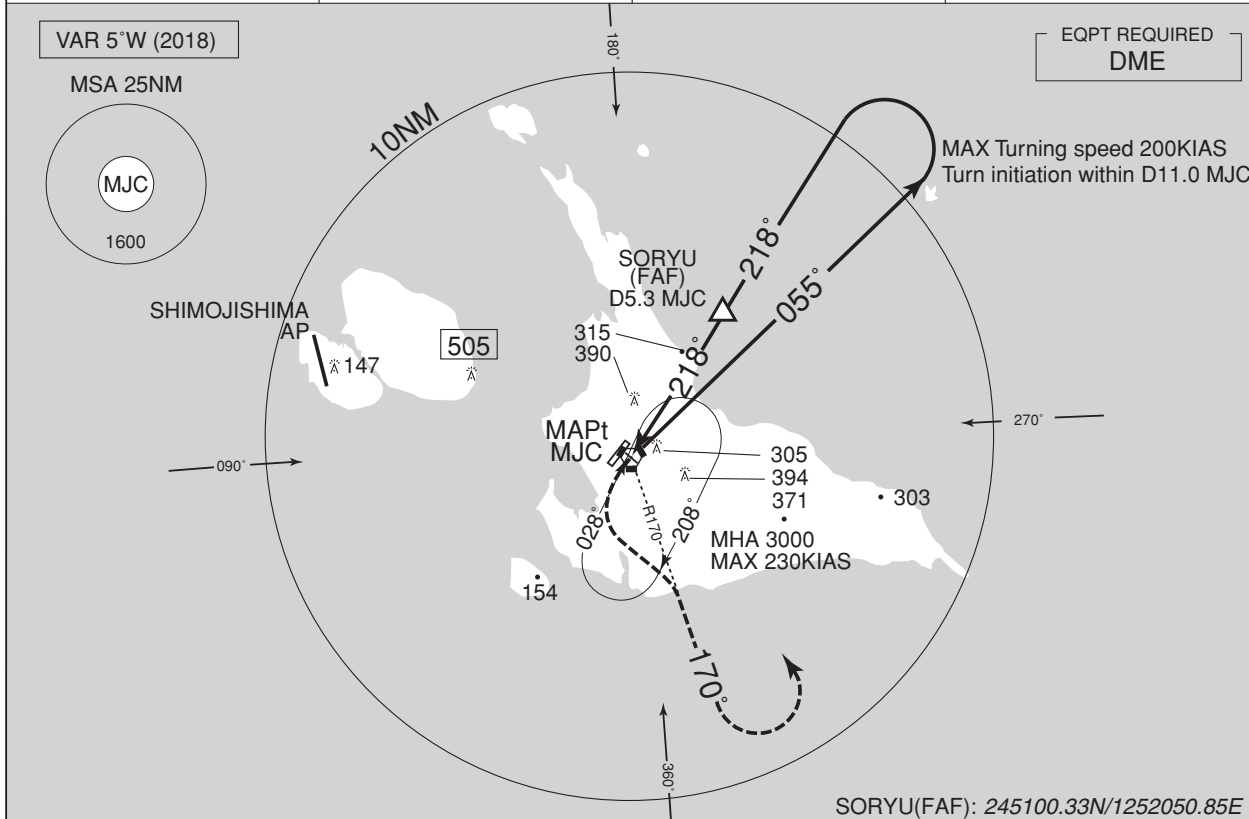 VAR 5°W (2018)
MSA 25NM
MJC
1600
10NM
180°
EQPT REQUIRED
DME
MAX Turning speed 200KIAS
Turn initiation within D11.0 MJC
218°
055°
SORYU
(FAF)
D5.3 MJC
SHIMOJISHIMA
AP
147
505
315
390
218°
MAPt
MJC
270°
090°
305
394
371
303
028°
R170
208°
MHA 3000
MAX 230KIAS
154
170°
360°
SORYU(FAF): 245100.33N/1252050.85E